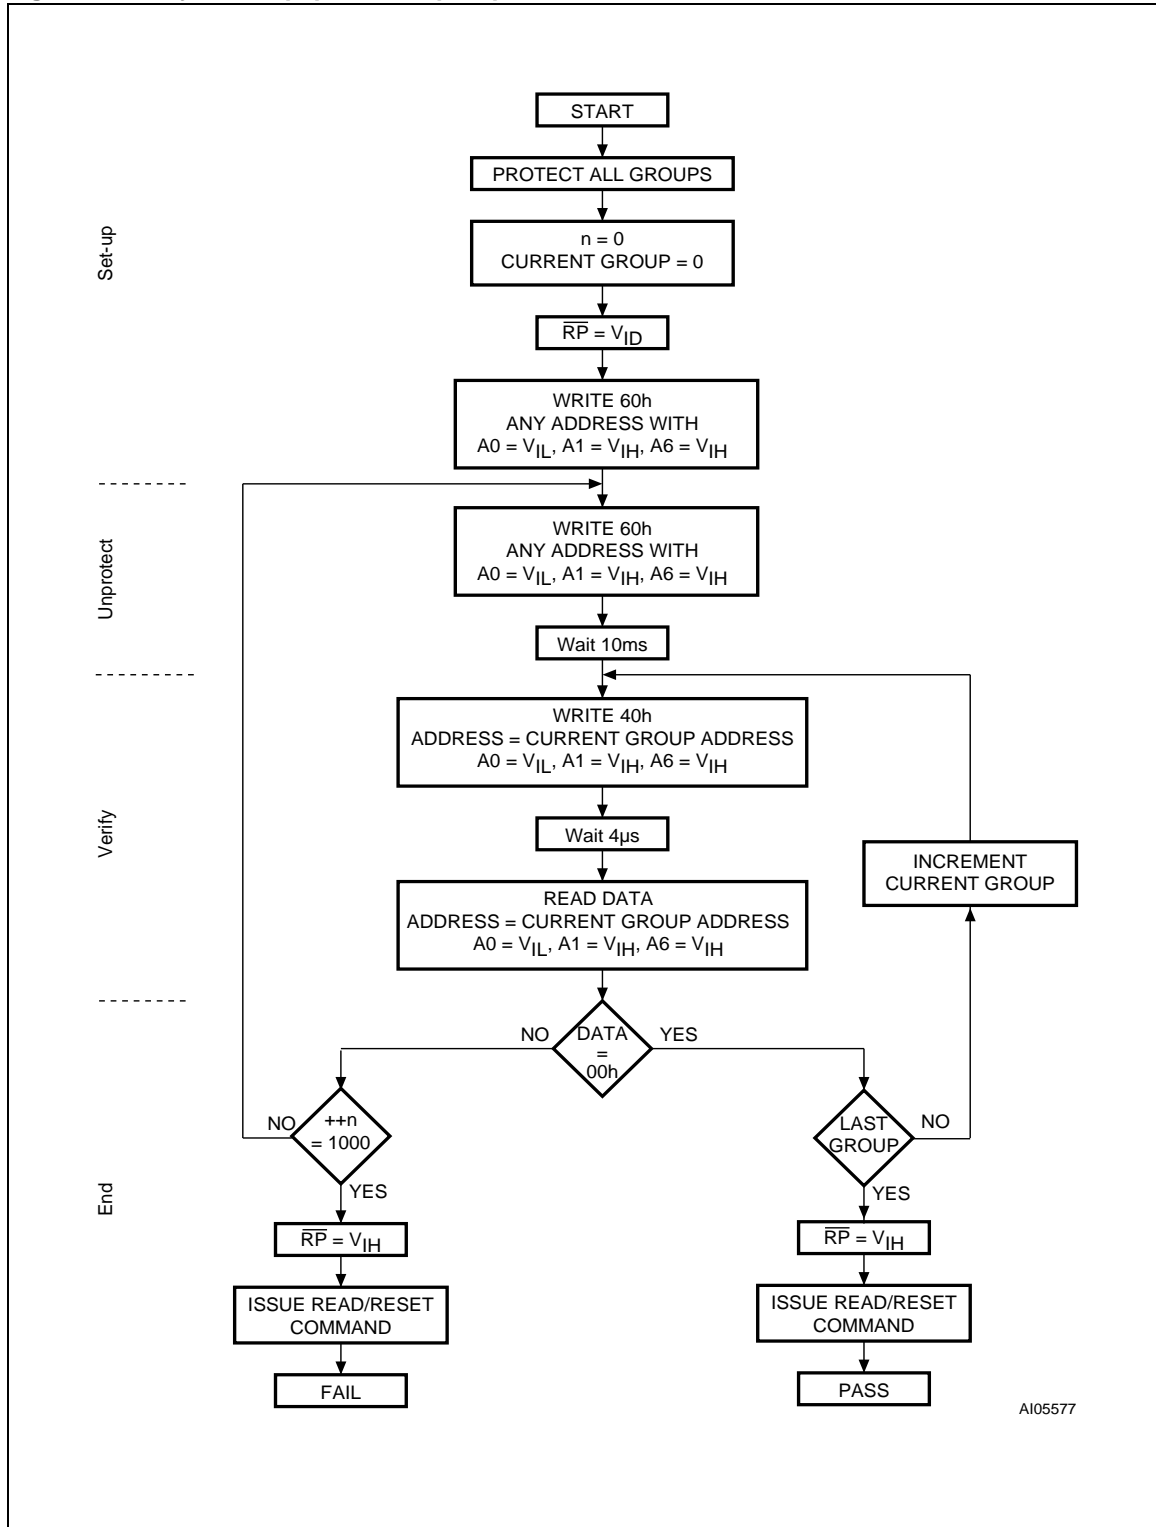 START
PROTECT ALL GROUPS
Set-up
n = 0
CURRENT GROUP = 0
RP = VID
WRITE 60h
ANY ADDRESS WITH
A0 = VIL, A1 = VIH, A6 = VIH
Unprotect
WRITE 60h
ANY ADDRESS WITH
A0 = VIL, A1 = VIH, A6 = VIH
Wait 10ms
Verify
WRITE 40h
ADDRESS = CURRENT GROUP ADDRESS
A0 = VIL, A1 = VIH, A6 = VIH
Wait 4µs
INCREMENT
CURRENT GROUP
READ DATA
ADDRESS = CURRENT GROUP ADDRESS
A0 = VIL, A1 = VIH, A6 = VIH
End
NO
DATA
=
00h
YES
NO
++n
= 1000
YES
LAST
GROUP
NO
YES
RP = VIH
RP = VIH
ISSUE READ/RESET
COMMAND
ISSUE READ/RESET
COMMAND
FAIL
PASS
AI05577